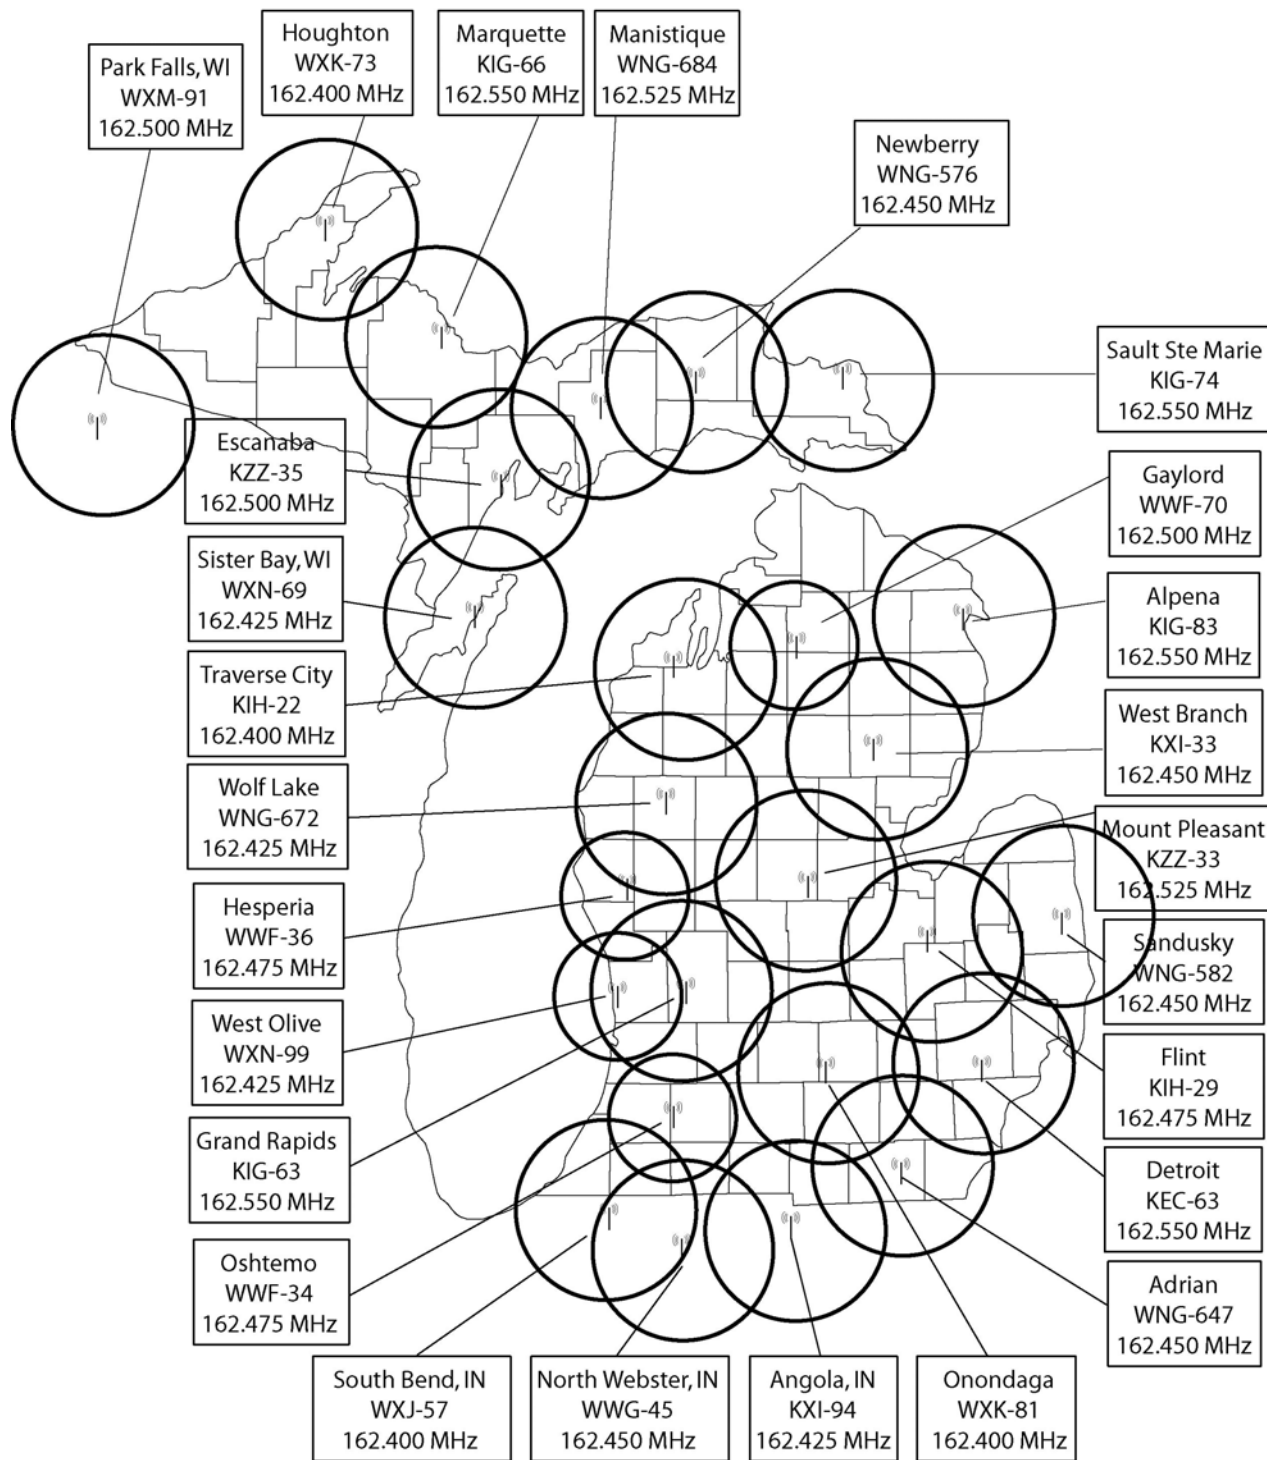 Houghton
WXK-73
162.400 MHz
Marquette
KIG-66
162.550 MHz
Manistique
WNG-684
162.525 MHz
Park Falls, WI
WXM-91
162.500 MHz
Newberry
WNG-576
162.450 MHz
Sault Ste Marie
KIG-74
162.550 MHz
Escanaba
KZZ-35
162.500 MHz
Gaylord
WWF-70
162.500 MHz
Sister Bay, WI
WXN-69
162.425 MHz
Alpena
KIG-83
162.550 MHz
Traverse City
KIH-22
162.400 MHz
West Branch
KXI-33
162.450 MHz
Wolf Lake
WNG-672
162.425 MHz
Mount Pleasant
KZZ-33
162.525 MHz
Hesperia
WWF-36
162.475 MHz
Sandusky
WNG-582
162.450 MHz
West Olive
WXN-99
162.425 MHz
Flint
KIH-29
162.475 MHz
Grand Rapids
KIG-63
162.550 MHz
Detroit
KEC-63
162.550 MHz
Oshtemo
WWF-34
162.475 MHz
Adrian
WNG-647
162.450 MHz
South Bend, IN
WXJ-57
162.400 MHz
North Webster, IN
WWG-45
162.450 MHz
Angola, IN
KXI-94
162.425 MHz
Onondaga
WXK-81
162.400 MHz